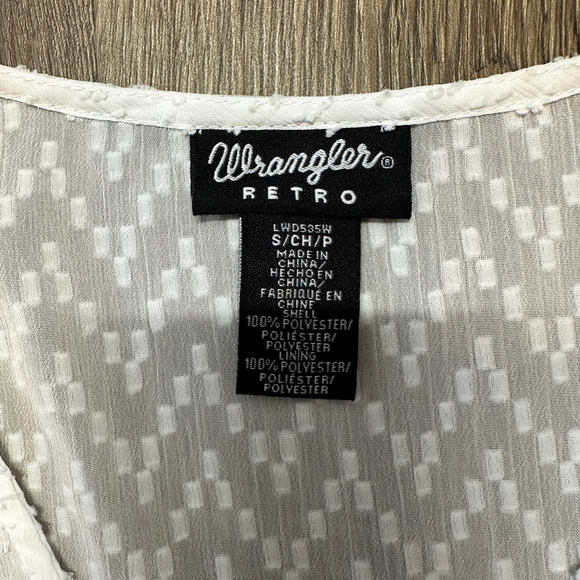 Wrangler®
RETRO
LWD535W
S/CH/P
MADE IN
CHINA/
HECHO EN
CHINA/
FABRIQUÉ EN
CHINE
SHELL
100% POLYESTER/
POLIÉSTER/
POLYESTER
LINING
100% POLYESTER/
POLIÉSTER/
POLYESTER